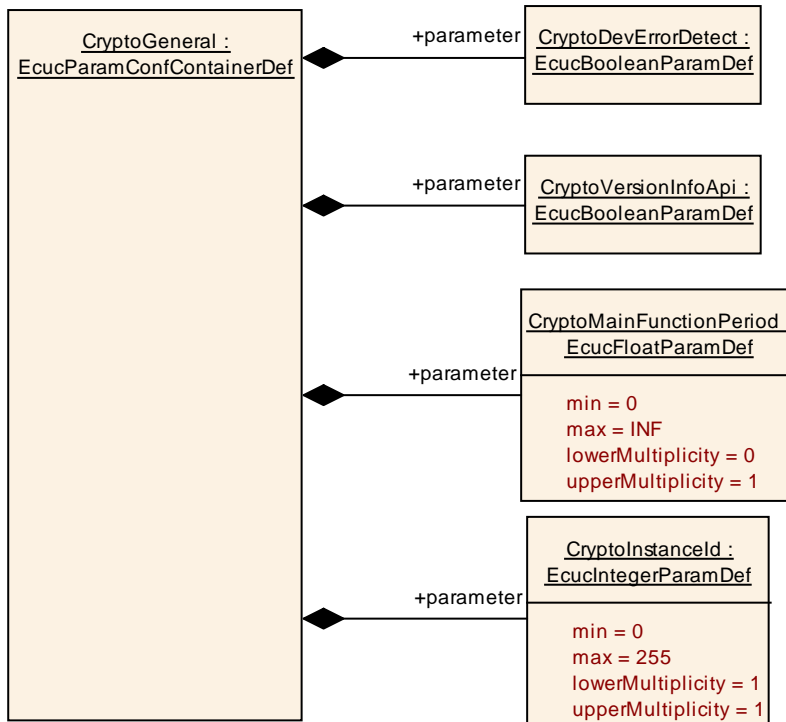 CryptoGeneral :
EcucParamConfContainerDef
+parameter
CryptoDevErrorDetect :
EcucBooleanParamDef
+parameter
CryptoVersionInfoApi :
EcucBooleanParamDef
+parameter
CryptoMainFunctionPeriod
EcucFloatParamDef
min = 0
max = INF
lowerMultiplicity = 0
upperMultiplicity = 1
+parameter
CryptoInstanceId :
EcucIntegerParamDef
min = 0
max = 255
lowerMultiplicity = 1
upperMultiplicity = 1